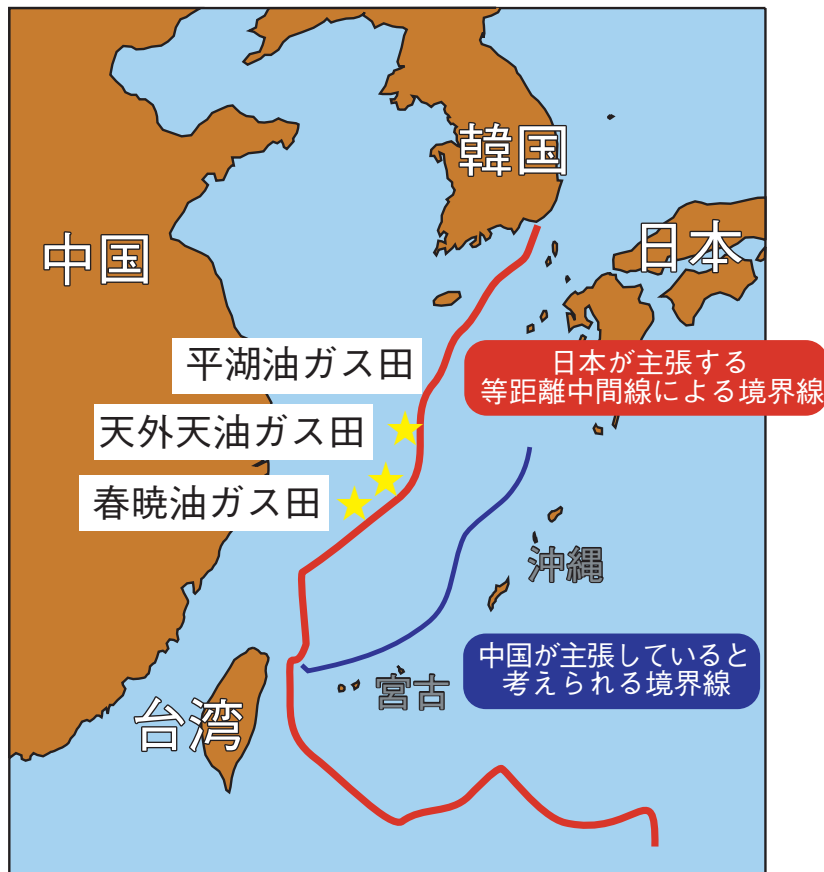 韓国
日本
中国
平湖油ガス田
日本が主張する
等距離中間線による境界線
天外天油ガス田
春暁油ガス田
沖縄
中国が主張していると
考えられる境界線
宮古
台湾